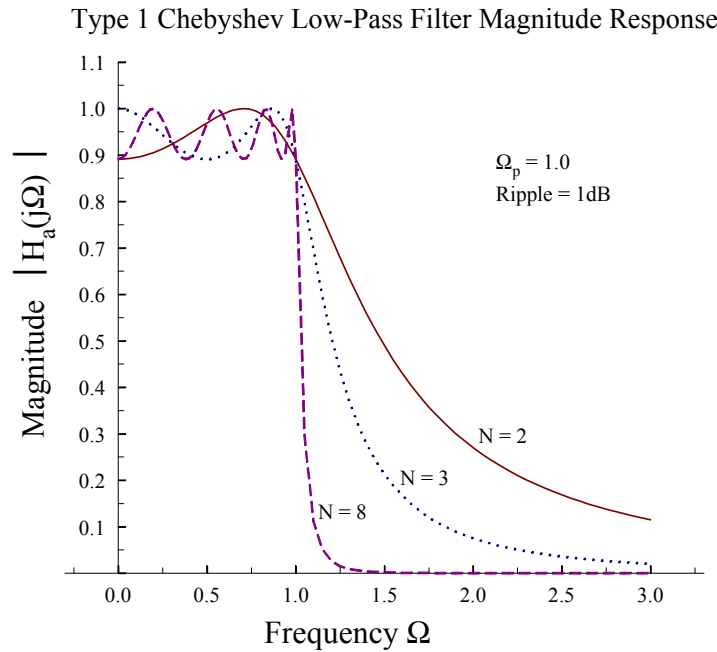 Type 1 Chebyshev Low-Pass Filter Magnitude Response
Magnitude | H_a(jΩ) |
1.1
1.0
0.9
0.8
0.7
0.6
0.5
0.4
0.3
0.2
0.1
Ω_p = 1.0
Ripple = 1dB
N = 2
N = 3
N = 8
0.0 0.5 1.0 1.5 2.0 2.5 3.0
Frequency Ω